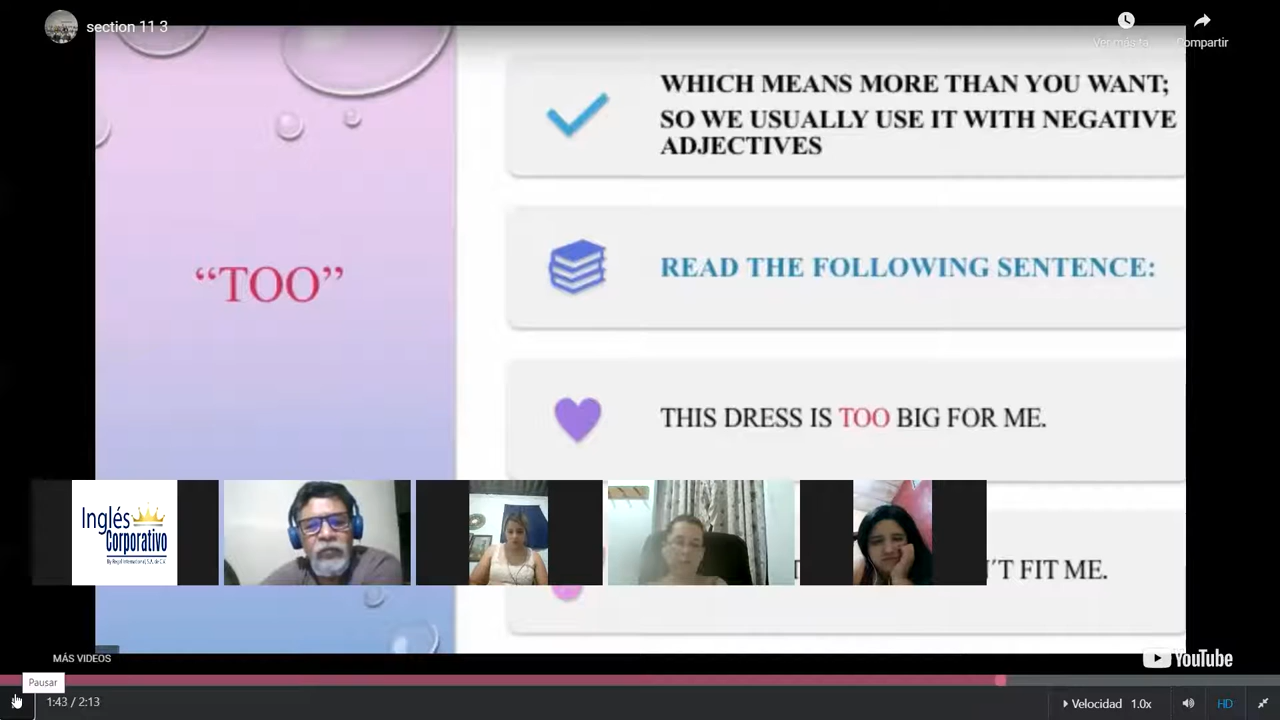 section 11 3
Ver más ta
Compartir
WHICH MEANS MORE THAN YOU WANT;
SO WE USUALLY USE IT WITH NEGATIVE
ADJECTIVES
“TOO”
READ THE FOLLOWING SENTENCE:
THIS DRESS IS TOO BIG FOR ME.
Inglés
Corporativo
T FIT ME.
MÁS VIDEOS
YouTube
Pausar
1:43 / 2:13
Velocidad 1.0x
HD